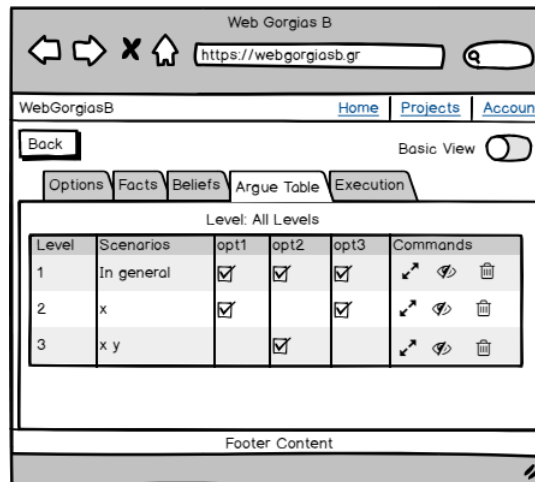 Web Gorgias B
https://webgorgiasb.gr
WebGorgiasB Home Projects Accoun
Back Basic View
Options Facts Beliefs Argue Table Execution
Level: All Levels
Level Scenarios opt1 opt2 opt3 Commands
1 In general
2 x
3 x y
Footer Content